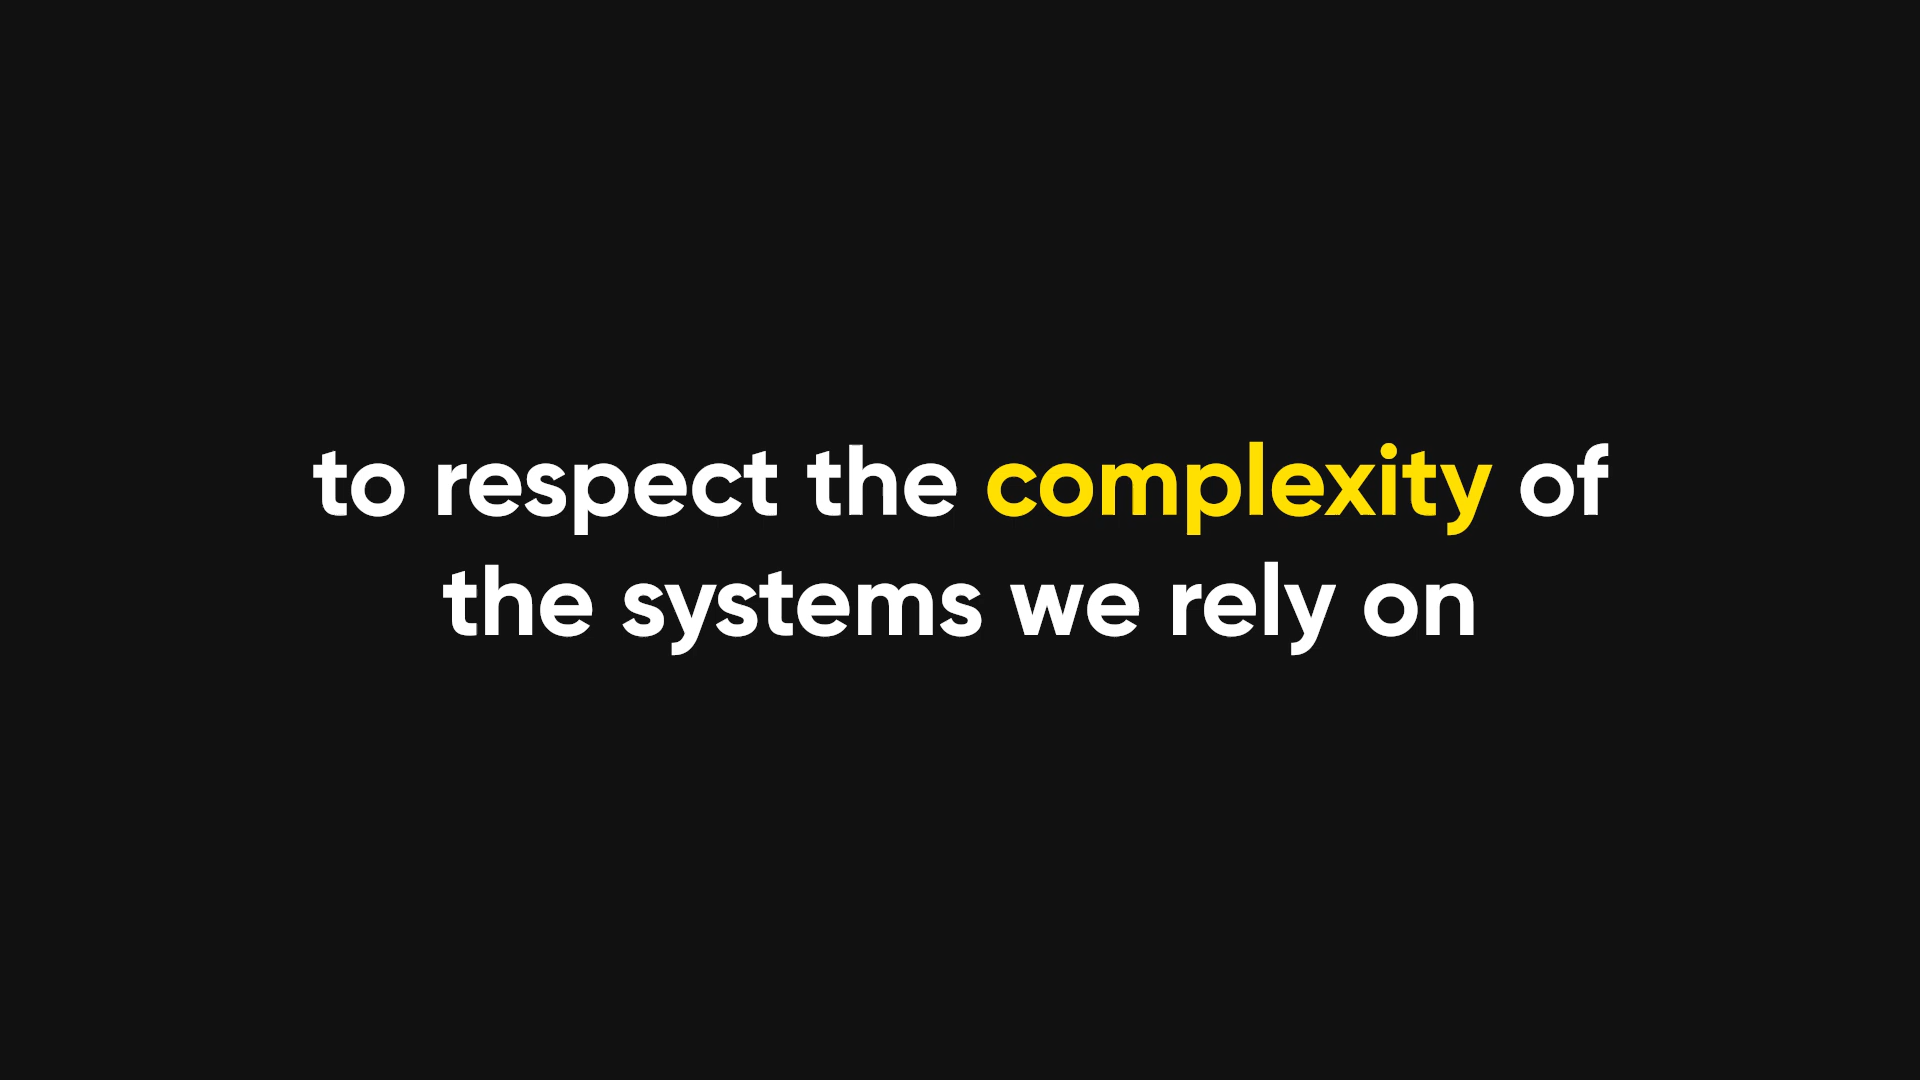 to respect the complexity of
the systems we rely on